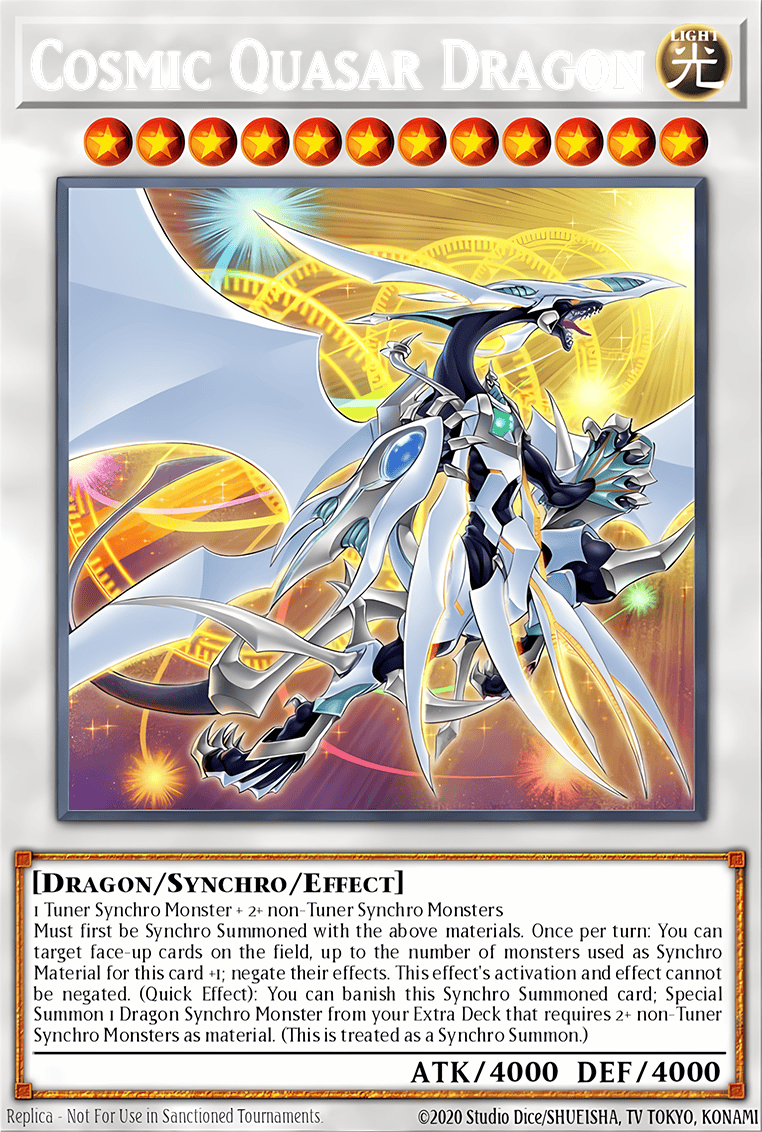 Cosmic Quasar Dragon
LIGHT
光
[Dragon/Synchro/Effect]
1 Tuner Synchro Monster + 2+ non-Tuner Synchro Monsters
Must first be Synchro Summoned with the above materials. Once per turn: You can
target face-up cards on the field, up to the number of monsters used as Synchro
Material for this card +1; negate their effects. This effect's activation and effect cannot
be negated. (Quick Effect): You can banish this Synchro Summoned card; Special
Summon 1 Dragon Synchro Monster from your Extra Deck that requires 2+ non-Tuner
Synchro Monsters as material. (This is treated as a Synchro Summon.)
ATK/4000 DEF/4000
Replica - Not For Use in Sanctioned Tournaments.
©2020 Studio Dice/SHUEISHA, TV TOKYO, KONAMI